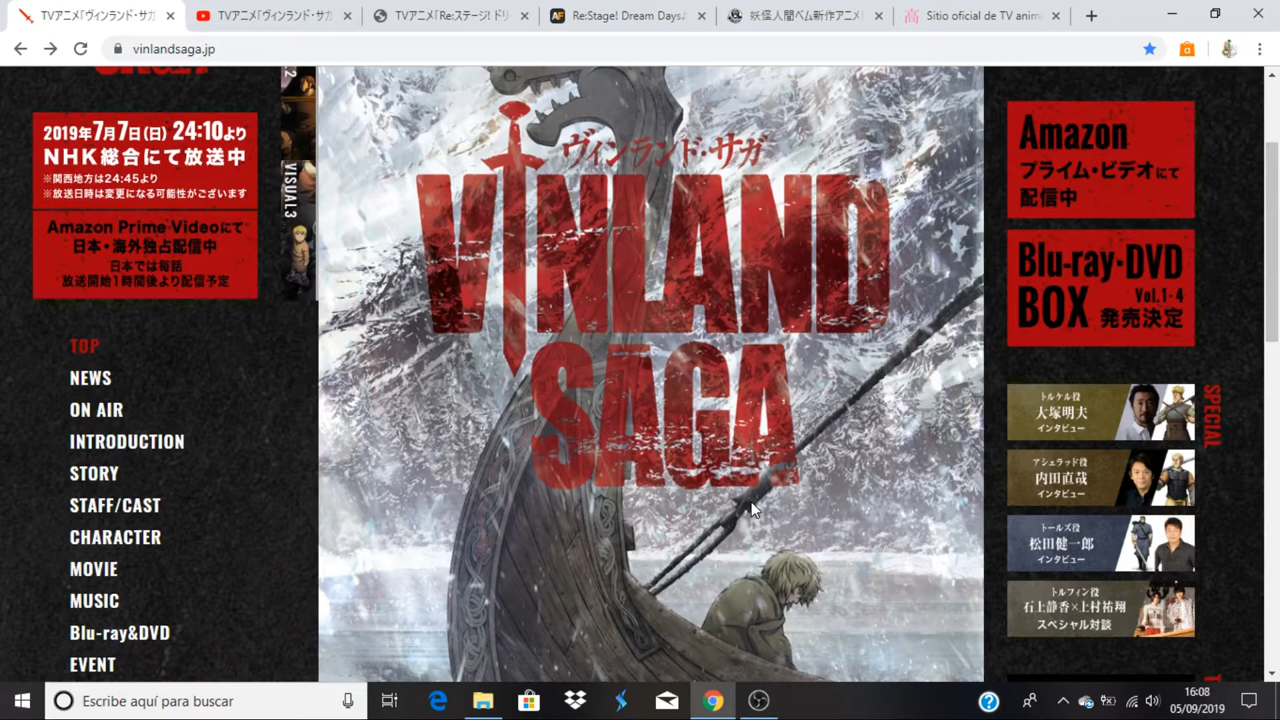 TVアニメ「ヴィンランド・サガ
TVアニメ「ヴィンランド・サガ
TVアニメ「Re:ステージ! ドリ
Re:Stage! Dream Days♪
妖怪人間ベム新作アニメ
Sitio oficial de TV anime
vinlandsaga.jp
2019年7月7日(日) 24:10より
NHK総合にて放送中
※関西地方は24:45より
※放送日時は変更になる可能性がございます
Amazon Prime Videoにて
日本・海外独占配信中
日本では毎話
放送開始1時間後より配信予定
TOP
NEWS
ON AIR
INTRODUCTION
STORY
STAFF/CAST
CHARACTER
MOVIE
MUSIC
Blu-ray&DVD
EVENT
VISUAL3
ヴィンランド・サガ
VINLAND
SAGA
Amazon
プライム・ビデオにて
配信中
Blu-ray・DVD
BOX Vol.1-4
発売決定
SPECIAL
トルケル役
大塚明夫
インタビュー
アシェラッド役
内田直哉
インタビュー
トールズ役
松田健一郎
インタビュー
トルフィン役
石上静香×上村祐翔
スペシャル対談
Escribe aquí para buscar
16:08
05/09/2019